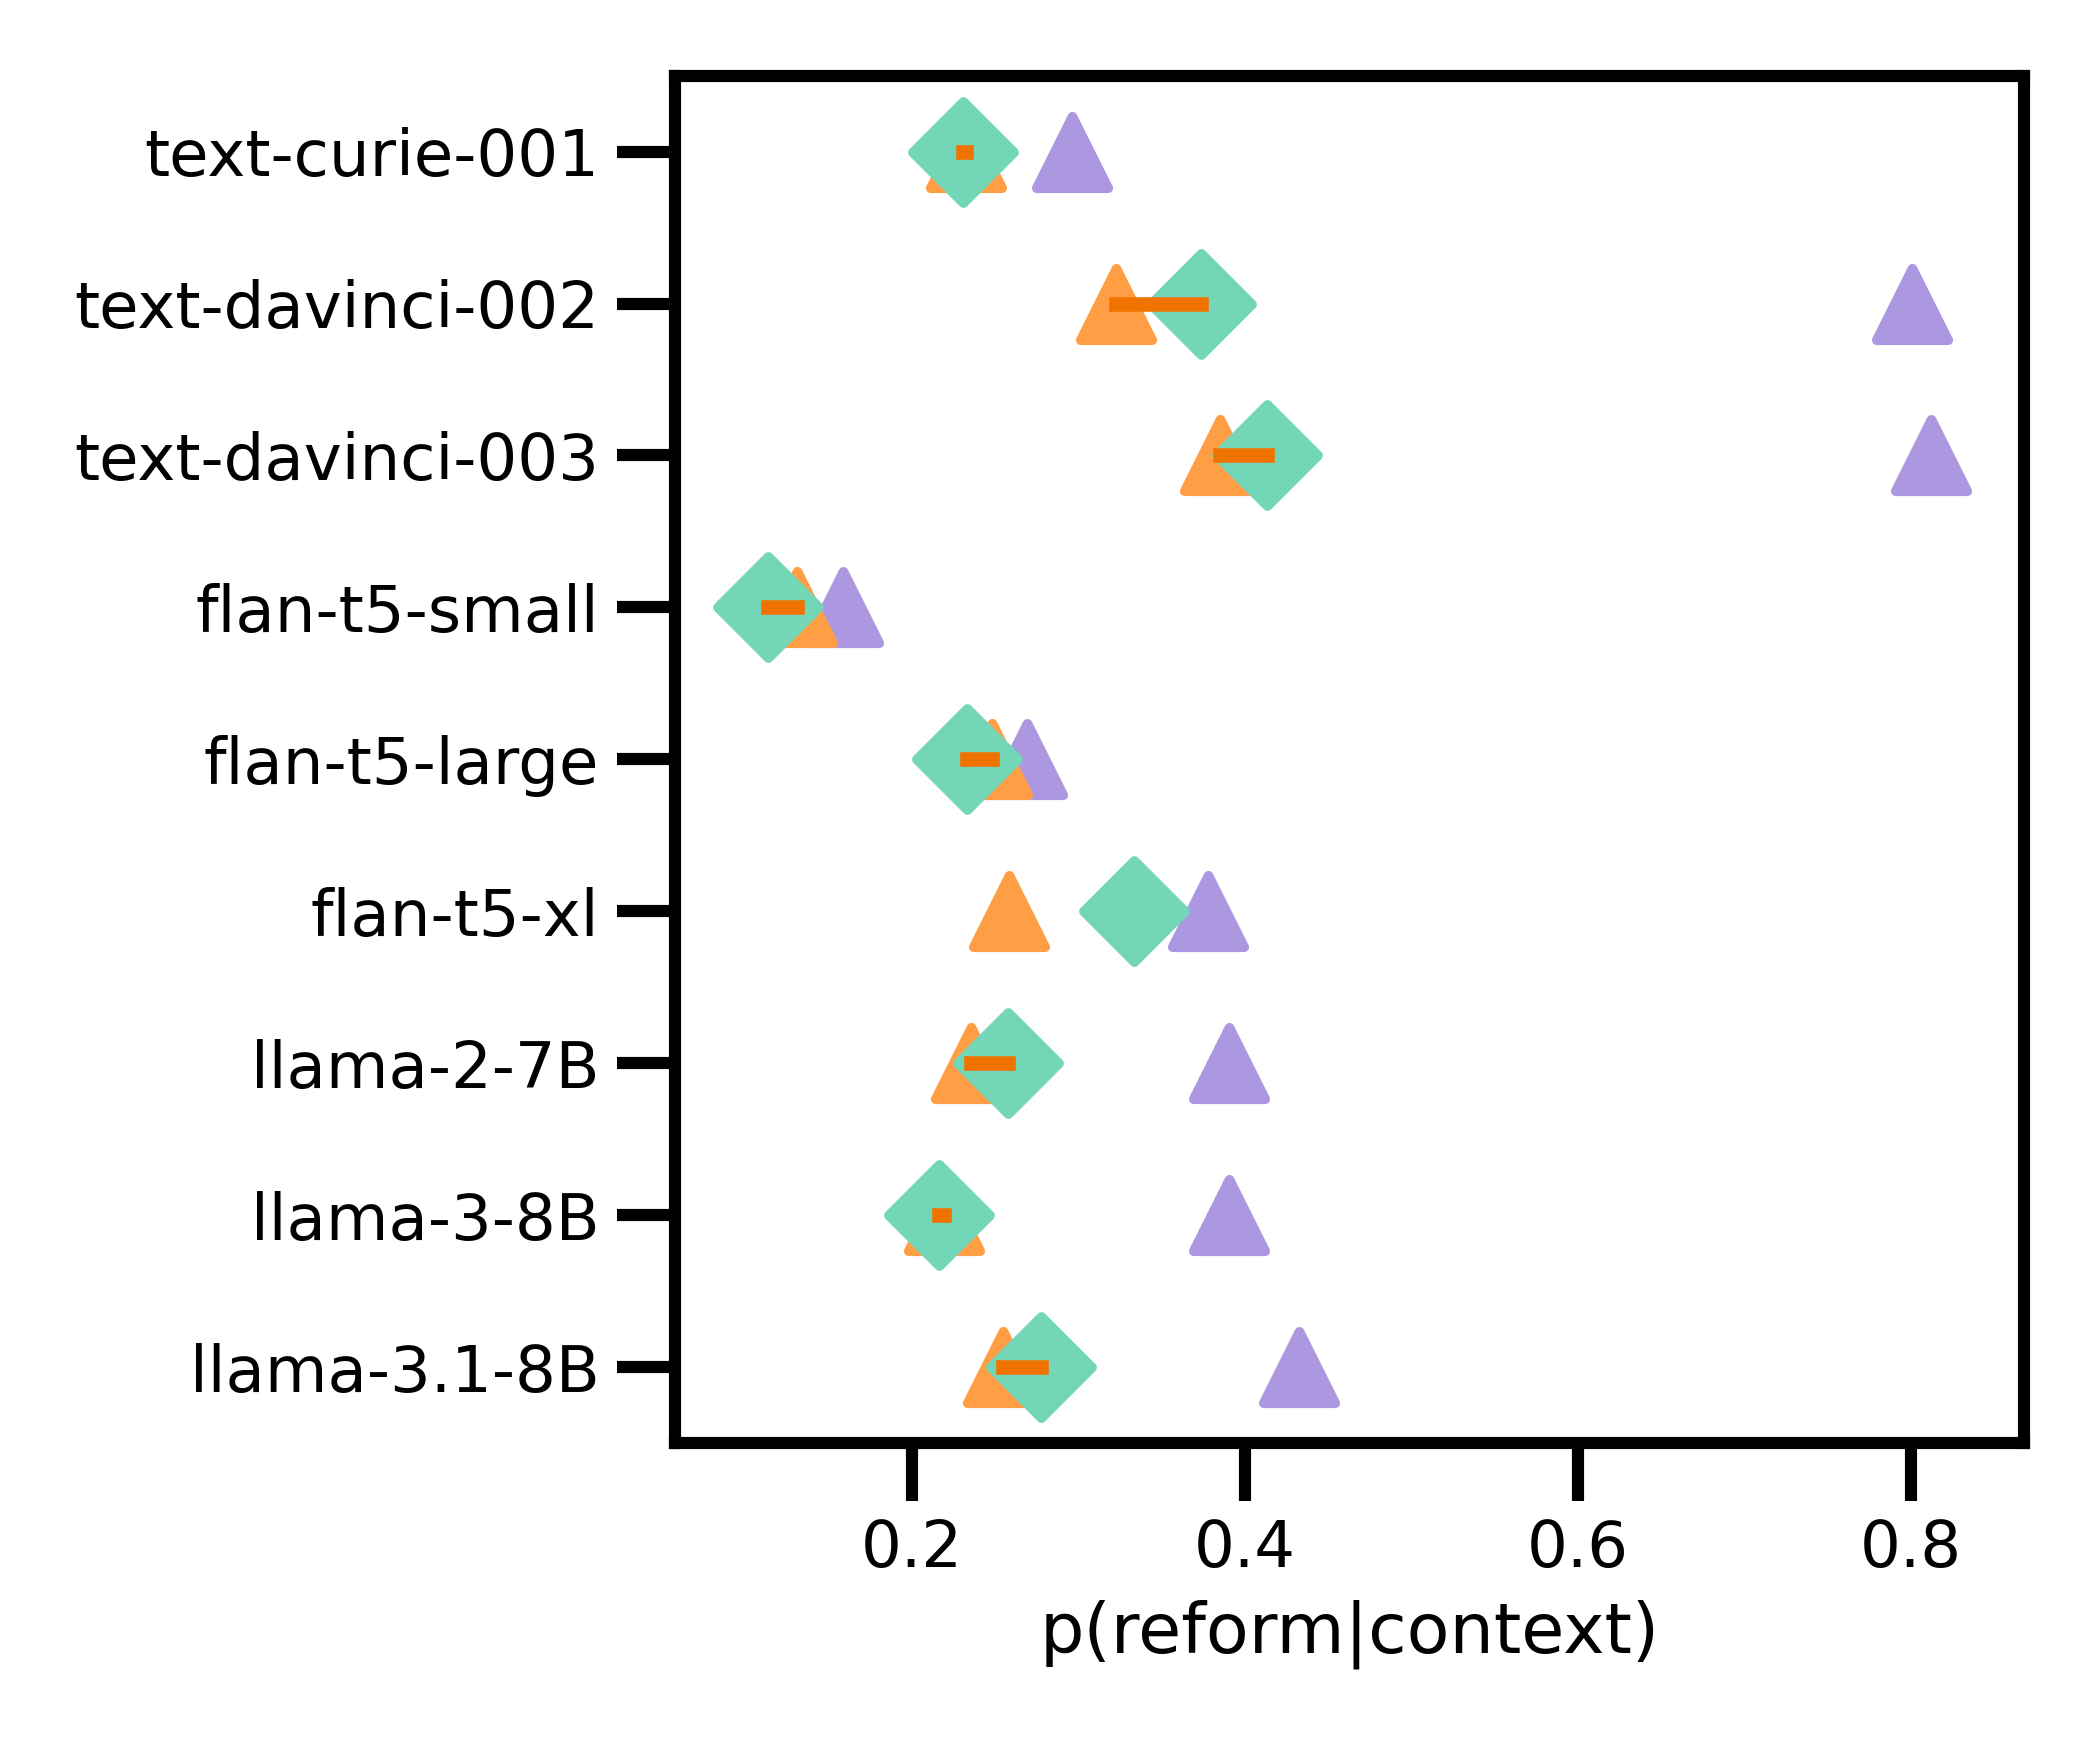 text-curie-001
text-davinci-002
text-davinci-003
flan-t5-small
flan-t5-large
flan-t5-xl
llama-2-7B
llama-3-8B
llama-3.1-8B
0.2 0.4 0.6 0.8
p(reform|context)